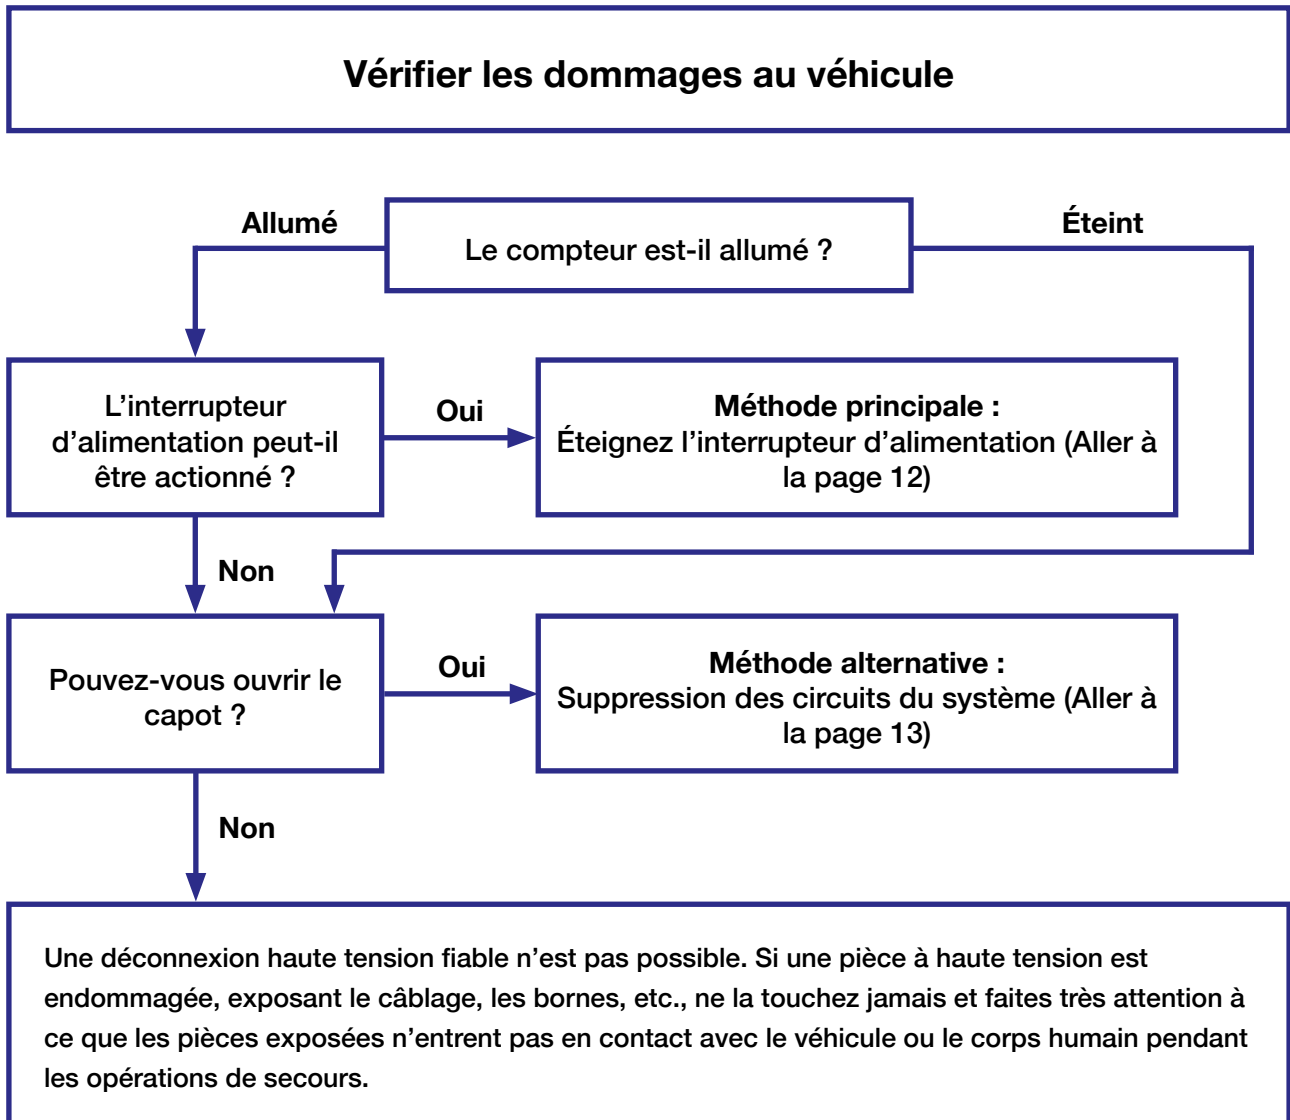 Vérifier les dommages au véhicule
Allumé
Le compteur est-il allumé ?
Éteint
L’interrupteur
d’alimentation peut-il
être actionné ?
Oui
Méthode principale :
Éteignez l’interrupteur d’alimentation (Aller à
la page 12)
Non
Pouvez-vous ouvrir le
capot ?
Oui
Méthode alternative :
Suppression des circuits du système (Aller à
la page 13)
Non
Une déconnexion haute tension fiable n’est pas possible. Si une pièce à haute tension est
endommagée, exposant le câblage, les bornes, etc., ne la touchez jamais et faites très attention à
ce que les pièces exposées n’entrent pas en contact avec le véhicule ou le corps humain pendant
les opérations de secours.